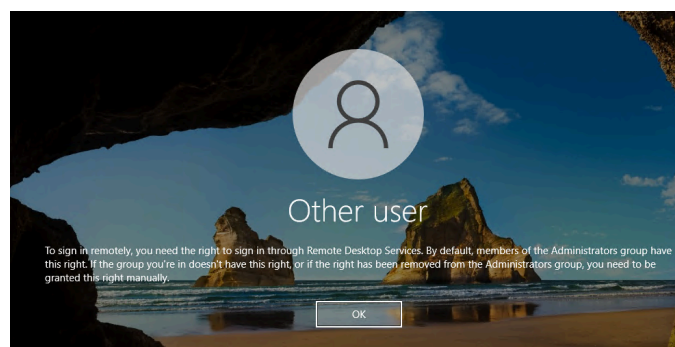 Other user
To sign in remotely, you need the right to sign in through Remote Desktop Services. By default, members of the Administrators group have
this right. If the group you're in doesn't have this right, or if the right has been removed from the Administrators group, you need to be
granted this right manually.
OK